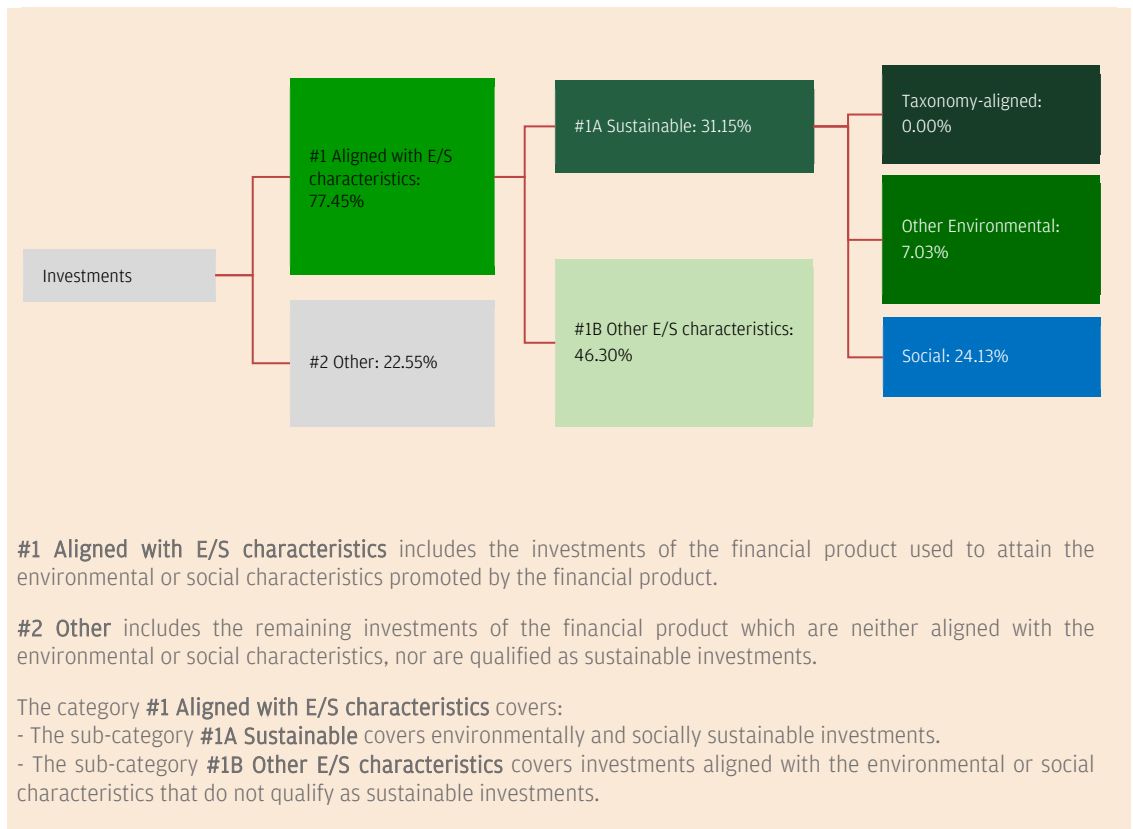 Investments
#1 Aligned with E/S
characteristics:
77.45%
#2 Other: 22.55%
#1A Sustainable: 31.15%
#1B Other E/S characteristics:
46.30%
Taxonomy-aligned:
0.00%
Other Environmental:
7.03%
Social: 24.13%
#1 Aligned with E/S characteristics includes the investments of the financial product used to attain the
environmental or social characteristics promoted by the financial product.
#2 Other includes the remaining investments of the financial product which are neither aligned with the
environmental or social characteristics, nor are qualified as sustainable investments.
The category #1 Aligned with E/S characteristics covers:
- The sub-category #1A Sustainable covers environmentally and socially sustainable investments.
- The sub-category #1B Other E/S characteristics covers investments aligned with the environmental or social
characteristics that do not qualify as sustainable investments.